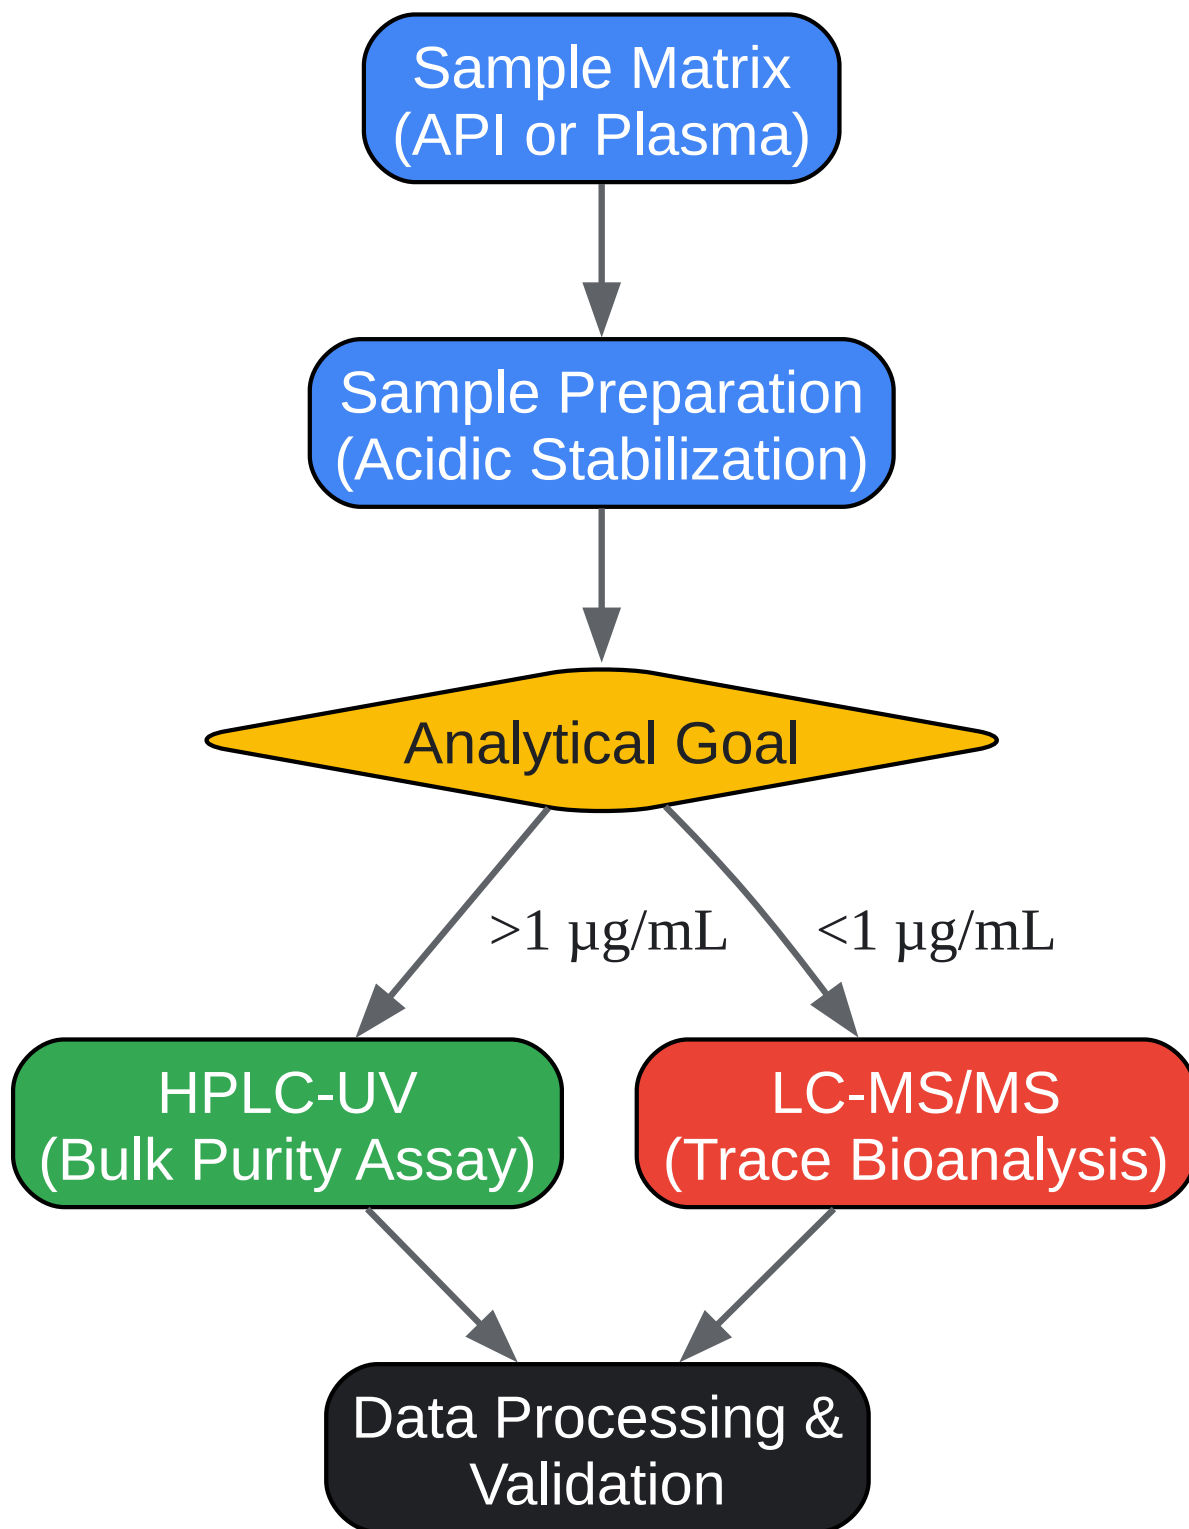 Sample Matrix
(API or Plasma)
Sample Preparation
(Acidic Stabilization)
Analytical Goal
>1 µg/mL
<1 µg/mL
HPLC-UV
(Bulk Purity Assay)
LC-MS/MS
(Trace Bioanalysis)
Data Processing &
Validation